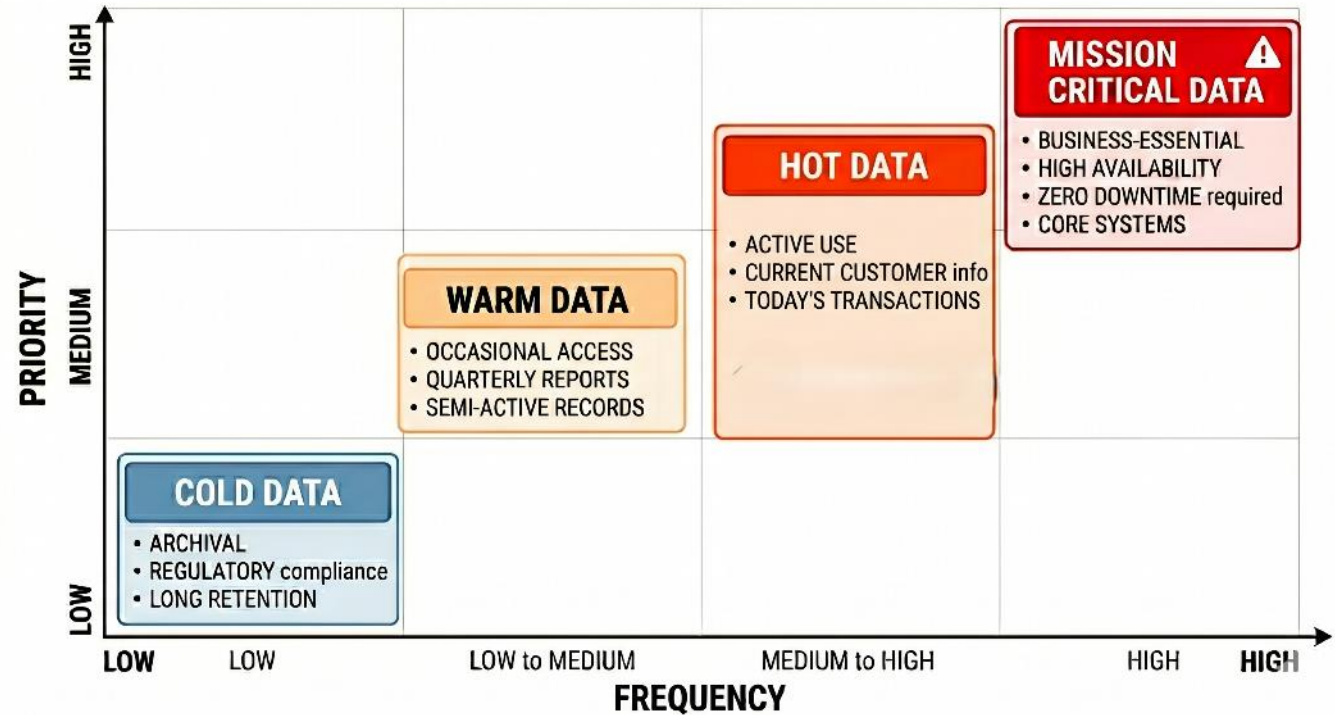 HIGH
MISSION
CRITICAL DATA
• BUSINESS-ESSENTIAL
• HIGH AVAILABILITY
• ZERO DOWNTIME required
• CORE SYSTEMS
HOT DATA
• ACTIVE USE
• CURRENT CUSTOMER info
• TODAY'S TRANSACTIONS
PRIORITY
MEDIUM
WARM DATA
• OCCASIONAL ACCESS
• QUARTERLY REPORTS
• SEMI-ACTIVE RECORDS
COLD DATA
• ARCHIVAL
• REGULATORY compliance
• LONG RETENTION
LOW
LOW LOW LOW to MEDIUM MEDIUM to HIGH HIGH HIGH
FREQUENCY